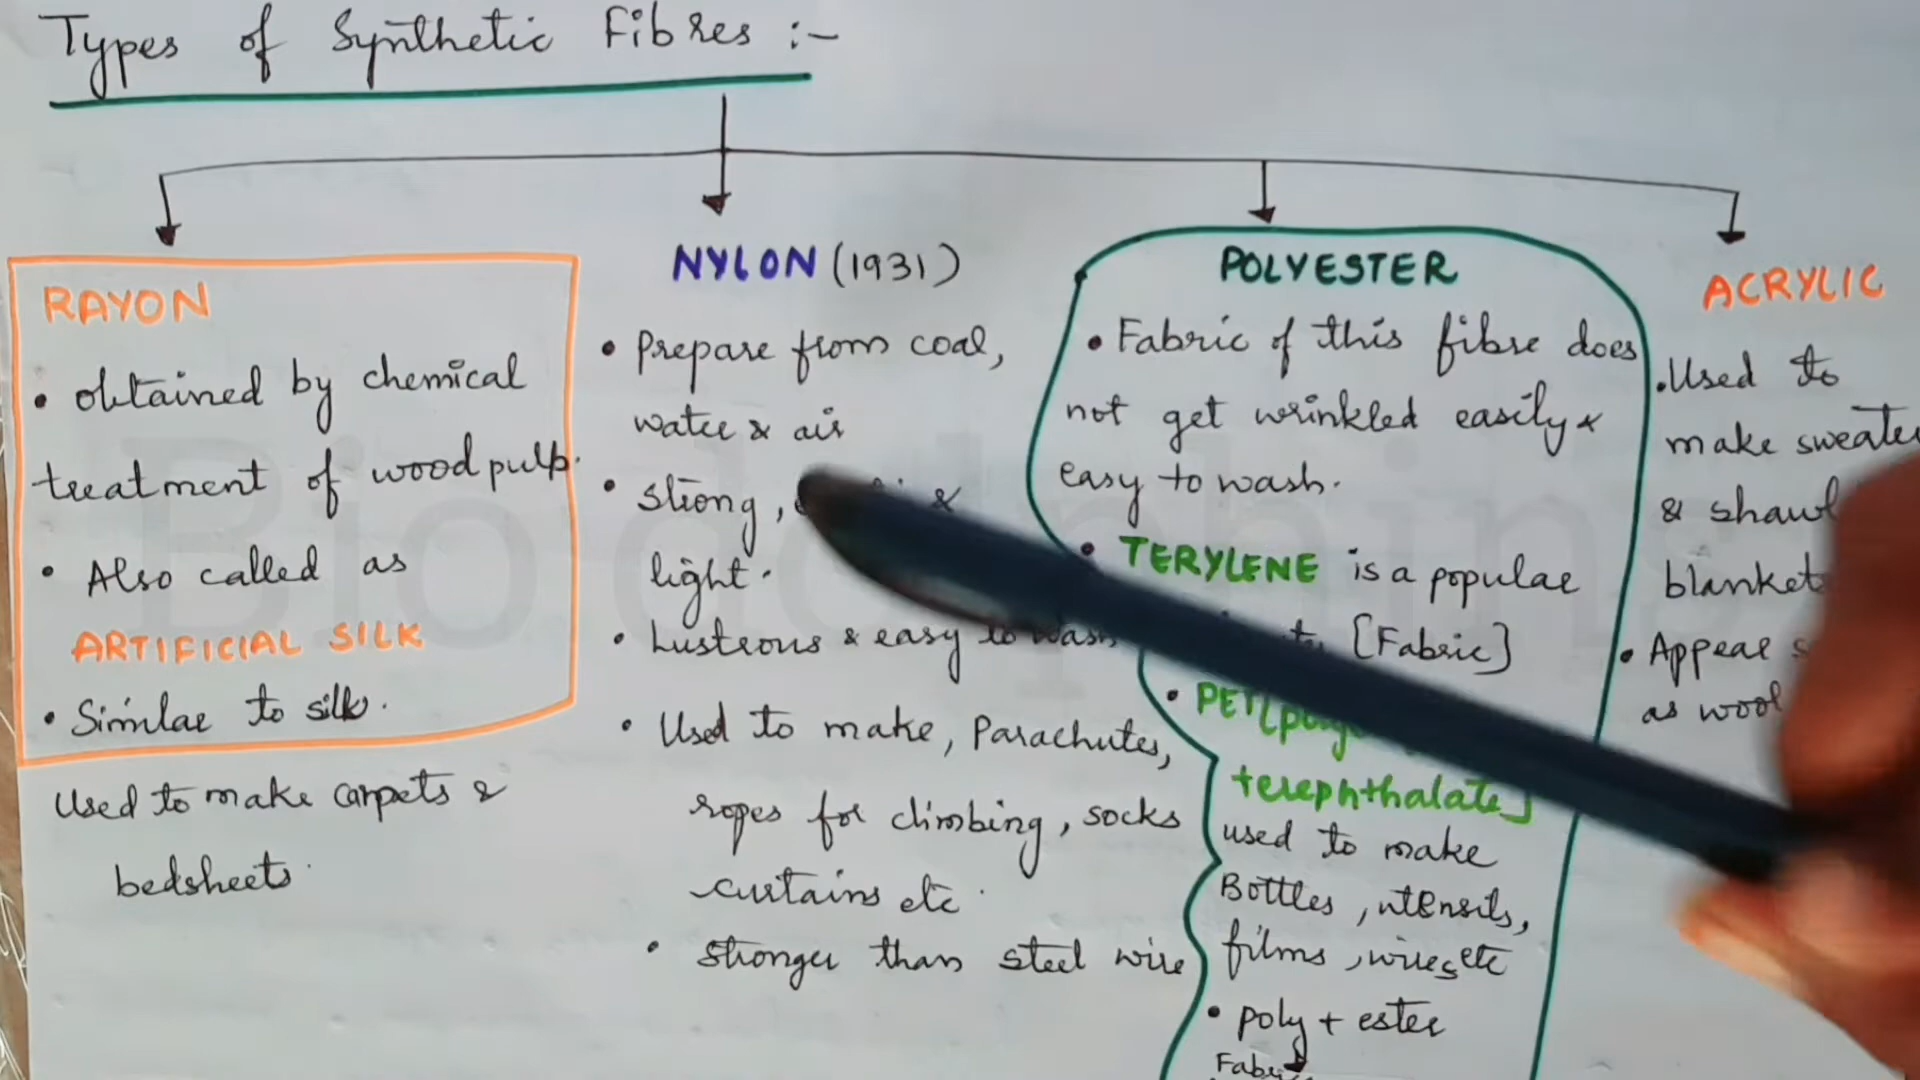 Types of Synthetic Fibres :-
RAYON
• obtained by chemical
treatment of wood pulp.
• Also called as
ARTIFICIAL SILK
• Similar to silk.
Used to make carpets &
bedsheets.
NYLON (1931)
• Prepare from coal,
water & air
• Strong, &
light.
• Lustrous & easy to wash
• Used to make, Parachutes,
ropes for climbing, socks
curtains etc.
• Stronger than steel wire
POLYESTER
• Fabric of this fibre does
not get wrinkled easily &
easy to wash.
• TERYLENE is a popular
[Fabric]
• PET [
terephthalate]
used to make
Bottles, utensils,
films, wires etc
• poly + ester
ACRYLIC
• Used to
make sweater
& shawl
blanket
• Appear
as wool
Biodolphins